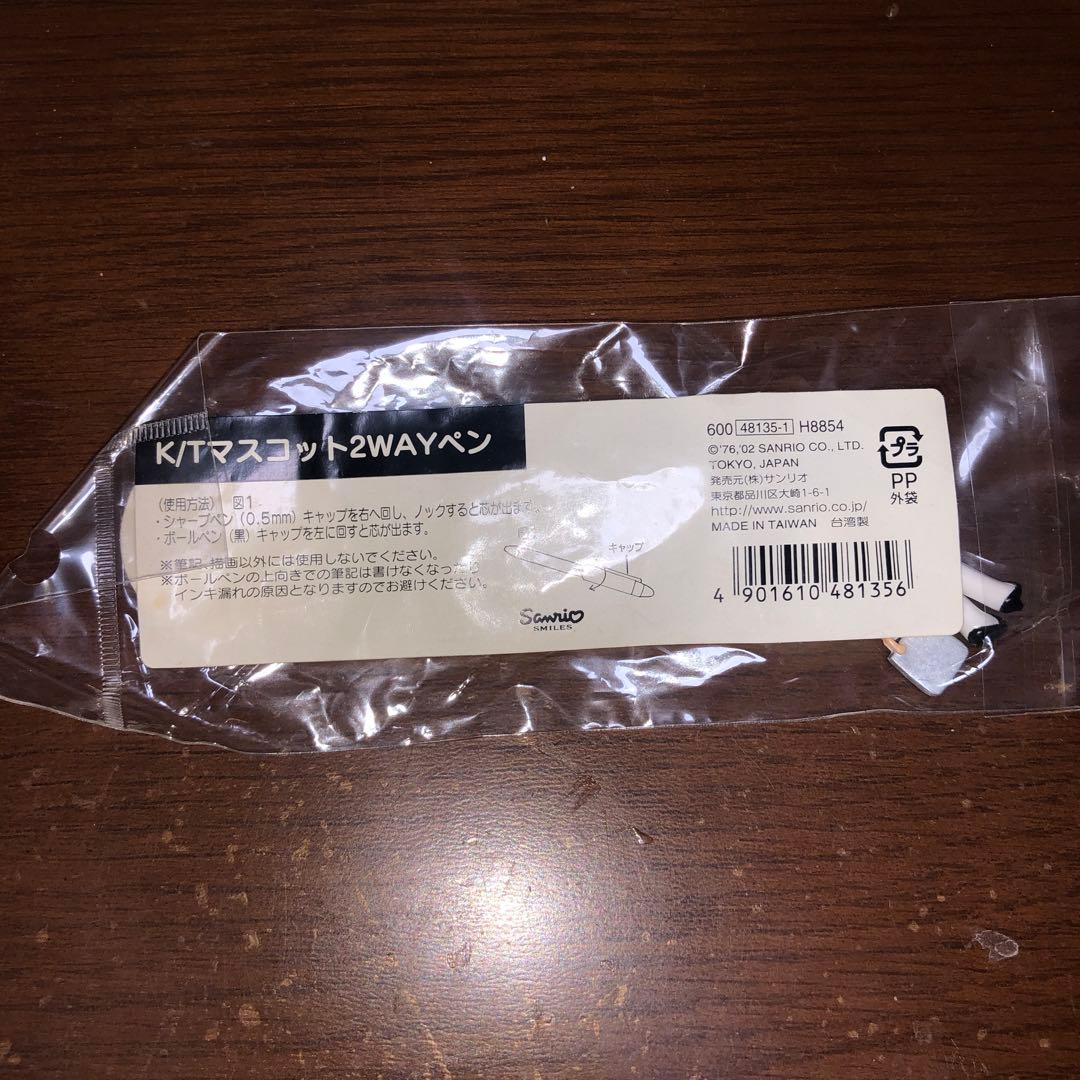 K/Tマスコット2WAYペン
〈使用方法〉 図1
・シャープペン（0.5mm）キャップを右へ回し、ノックすると芯が出ます。
・ボールペン（黒）キャップを左に回すと芯が出ます。
※筆記・描画以外には使用しないでください。
※ボールペンの上向きでの筆記は書けなくなったり
インキ漏れの原因となりますのでお避けください。
キャップ
Sanrio
SMILES
600 48135-1 H8854
©'76,'02 SANRIO CO., LTD.
TOKYO, JAPAN
発売元(株)サンリオ
東京都品川区大崎1-6-1
http://www.sanrio.co.jp/
MADE IN TAIWAN 台湾製
4 901610 481356
プラ
PP
外袋